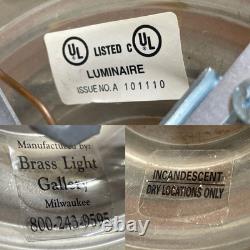 UL LISTED C UL
LUMINAIRE
ISSUE NO. A 101110
Manufactured by:
Brass Light
Gallery
Milwaukee
800-243-9595
INCANDESCENT
DRY LOCATIONS ONLY